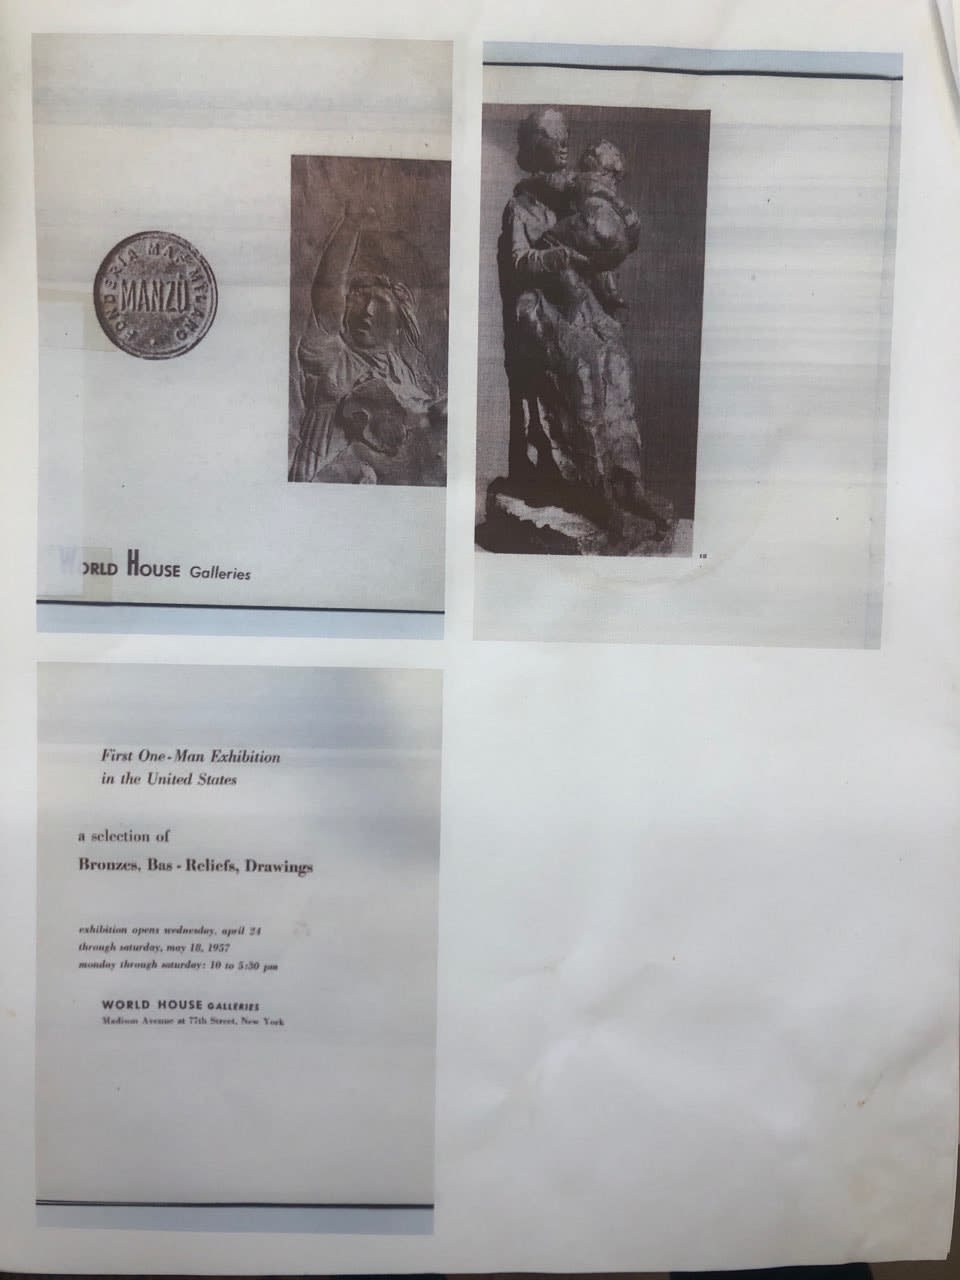 FONDERIA MAF MILANO
MANZÙ
WORLD HOUSE Galleries
First One-Man Exhibition
in the United States
a selection of
Bronzes, Bas-Reliefs, Drawings
exhibition opens wednesday, april 24
through saturday, may 18, 1957
monday through saturday: 10 to 5:30 pm
WORLD HOUSE GALLERIES
Madison Avenue at 77th Street, New York